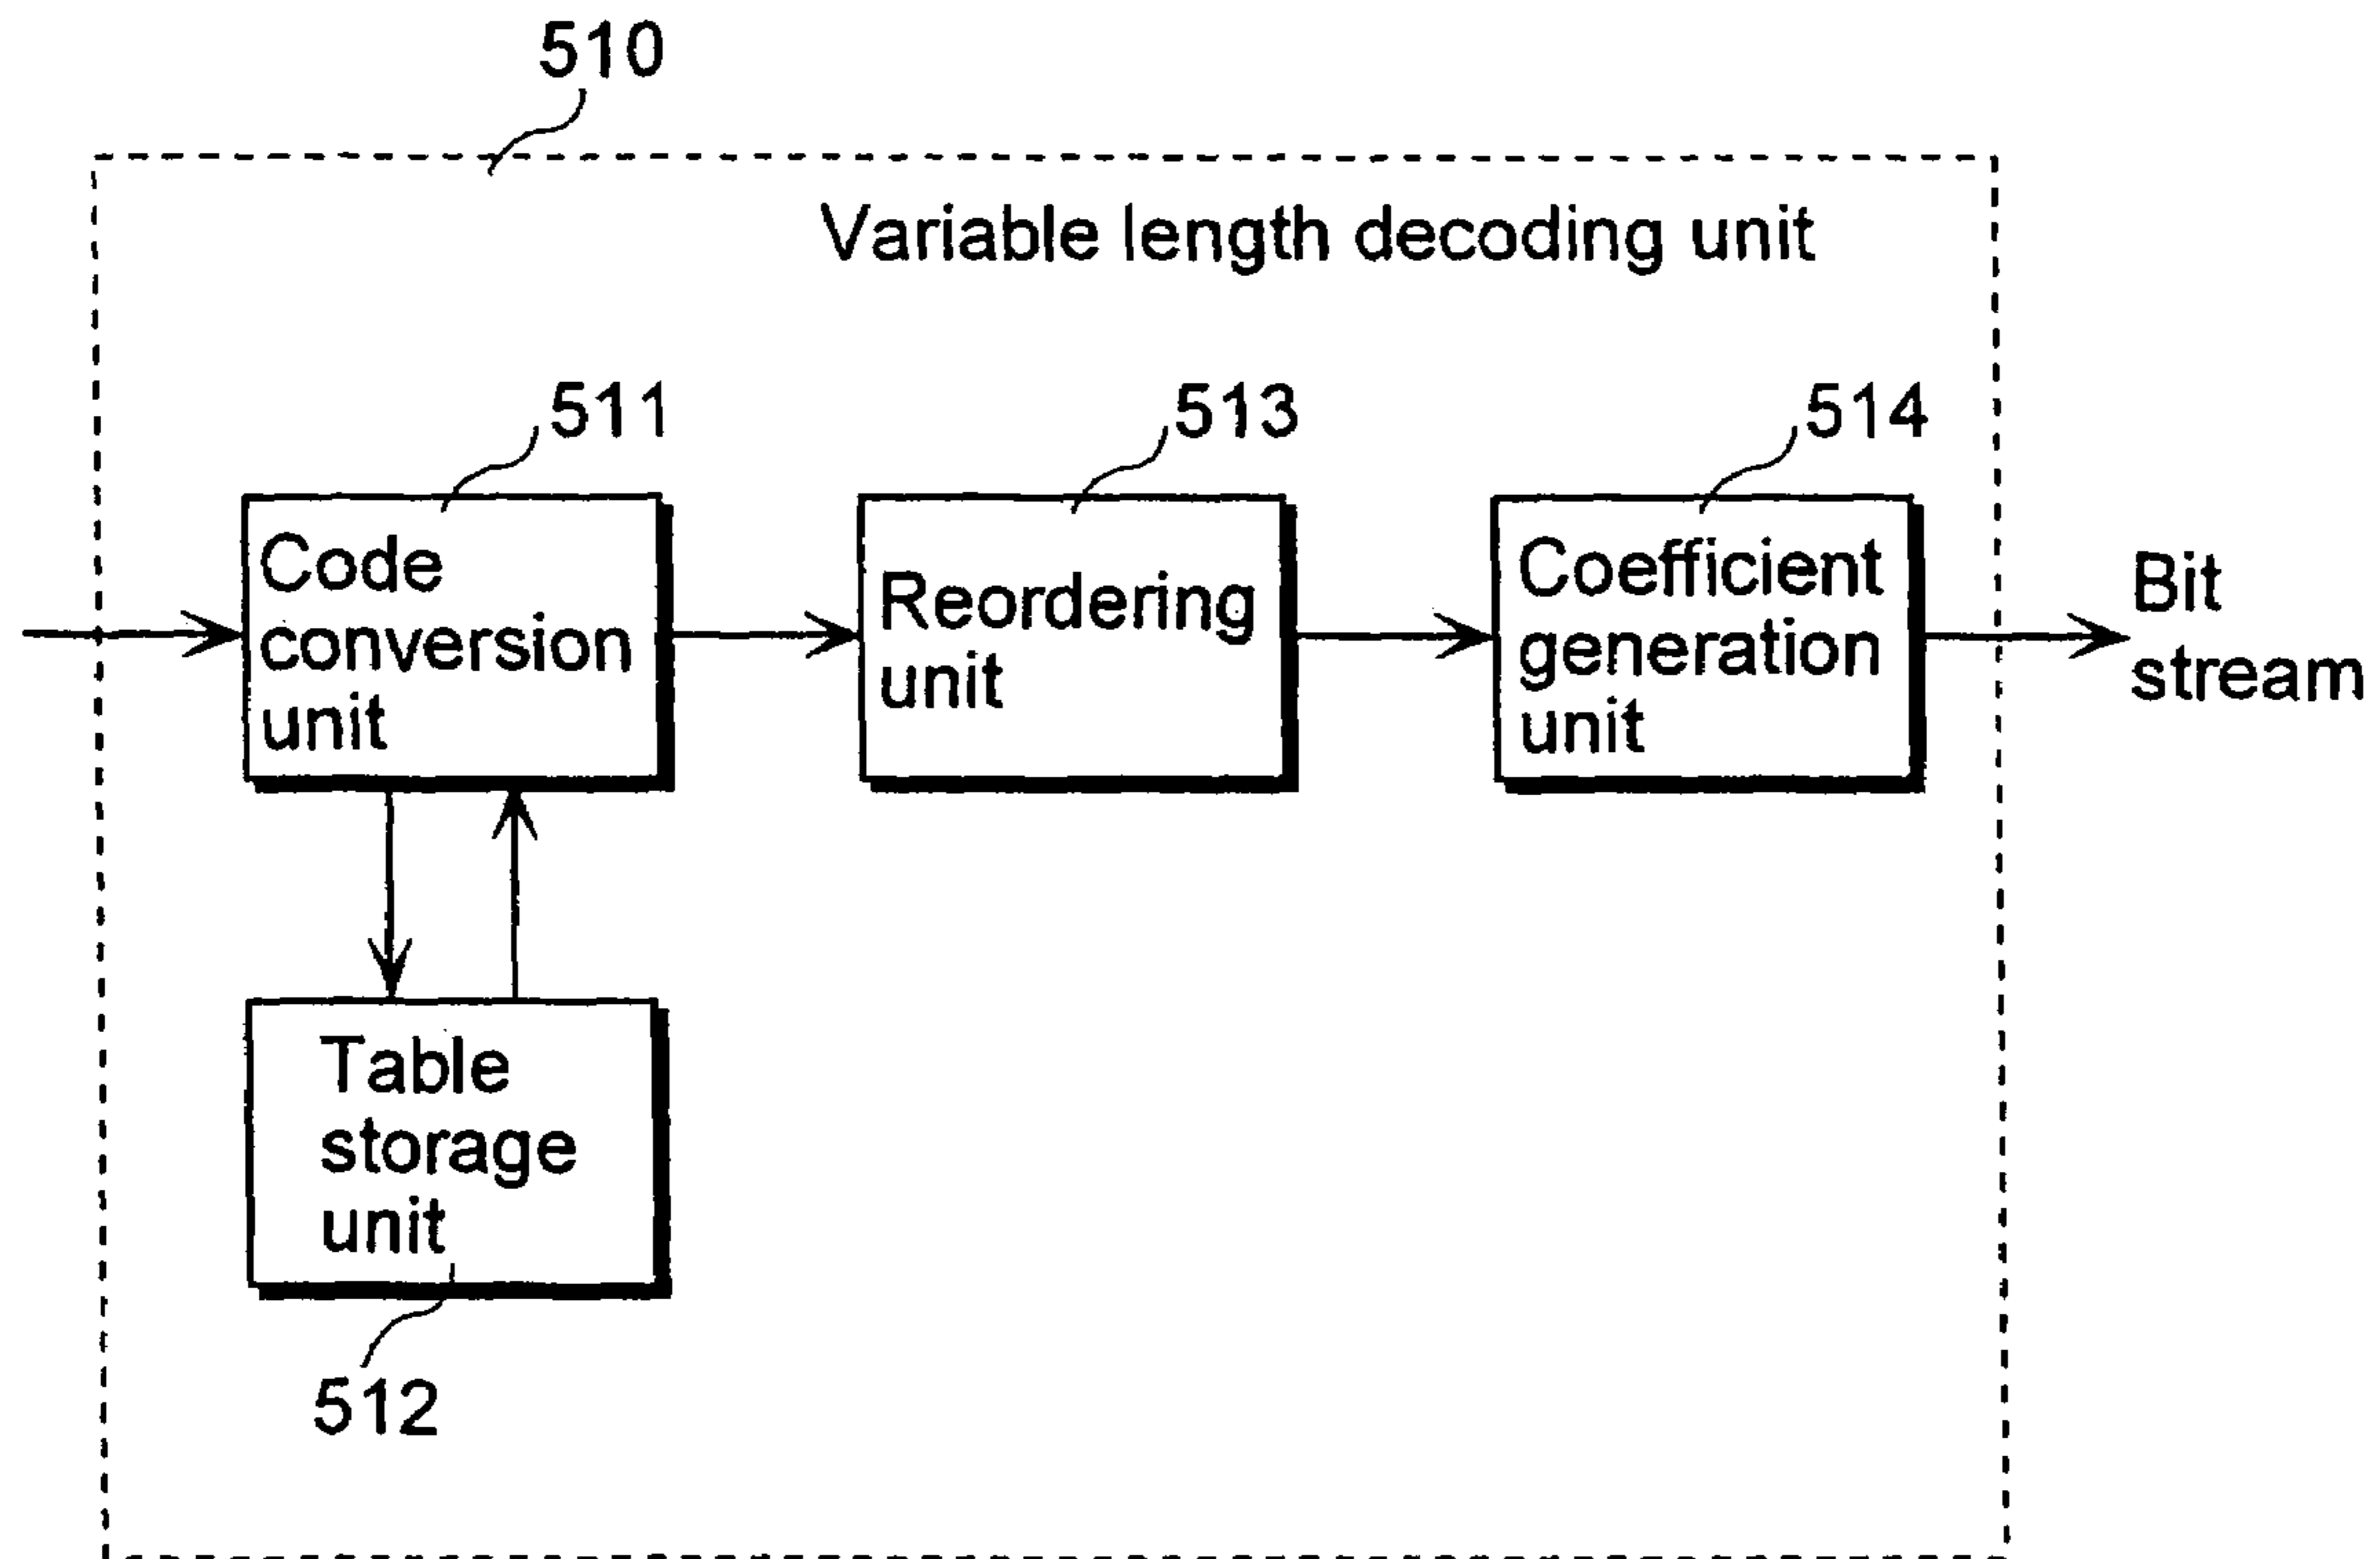 510
Variable length decoding unit
511
513
514
Code
conversion
unit
Reordering
unit
Coefficient
generation
unit
Bit
stream
Table
storage
unit
512